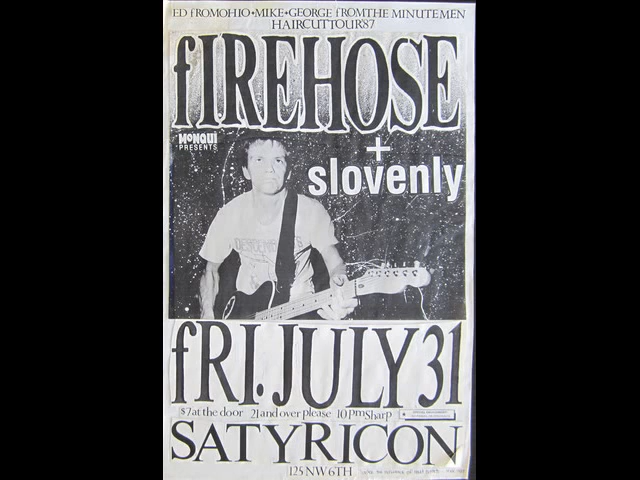 ED fROMOHIO•MIKE•GEORGE fROMTHE MINUTEMEN
HAIRCUTTOUR'87
fIREHOSE
MONQUI
PRESENTS
+
slovenly
DESCENDENTS
fRI. JULY 31
$7 at the door 21 and over please 10 pm Sharp
SATYRICON
125 NW 6TH